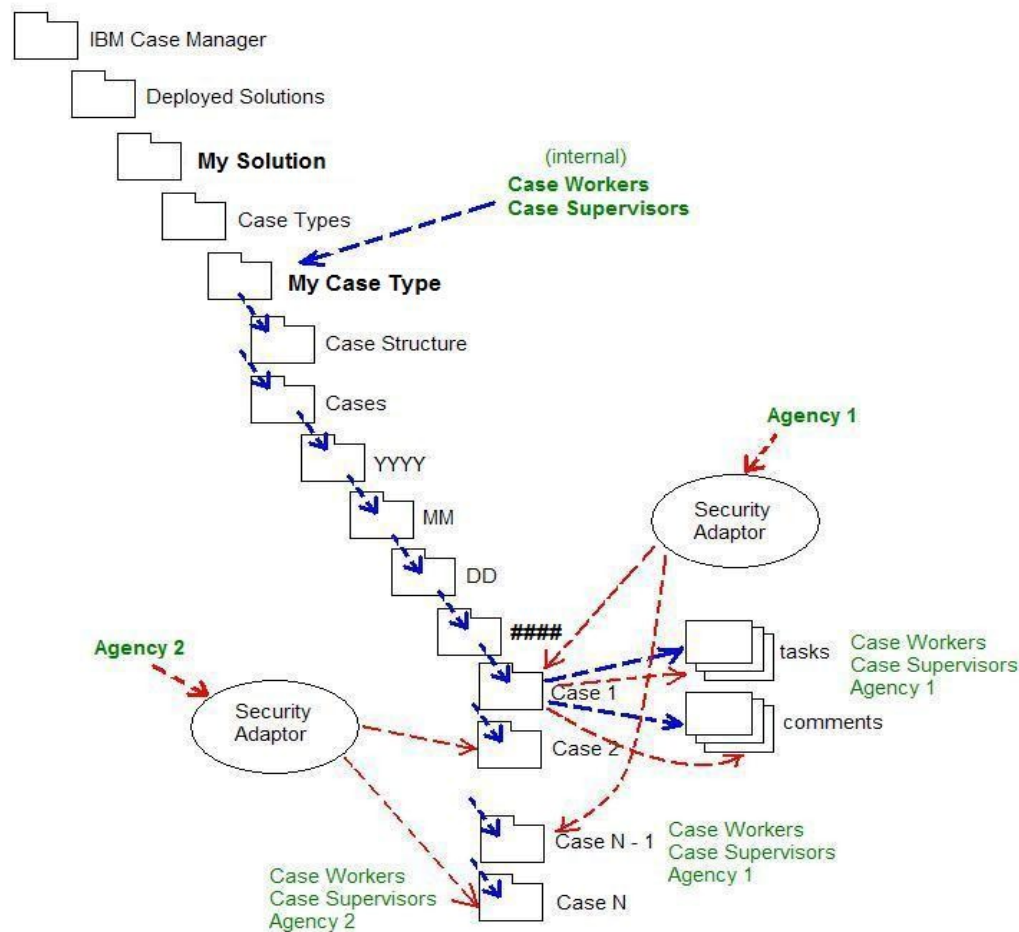 IBM Case Manager
Deployed Solutions
My Solution
(internal)
Case Workers
Case Supervisors
Case Types
My Case Type
Case Structure
Cases
Agency 1
YYYY
Security
Adaptor
MM
DD
####
Agency 2
tasks
Case Workers
Case Supervisors
Agency 1
Case 1
Security
Adaptor
comments
Case 2
Case N - 1
Case Workers
Case Supervisors
Agency 1
Case Workers
Case Supervisors
Agency 2
Case N